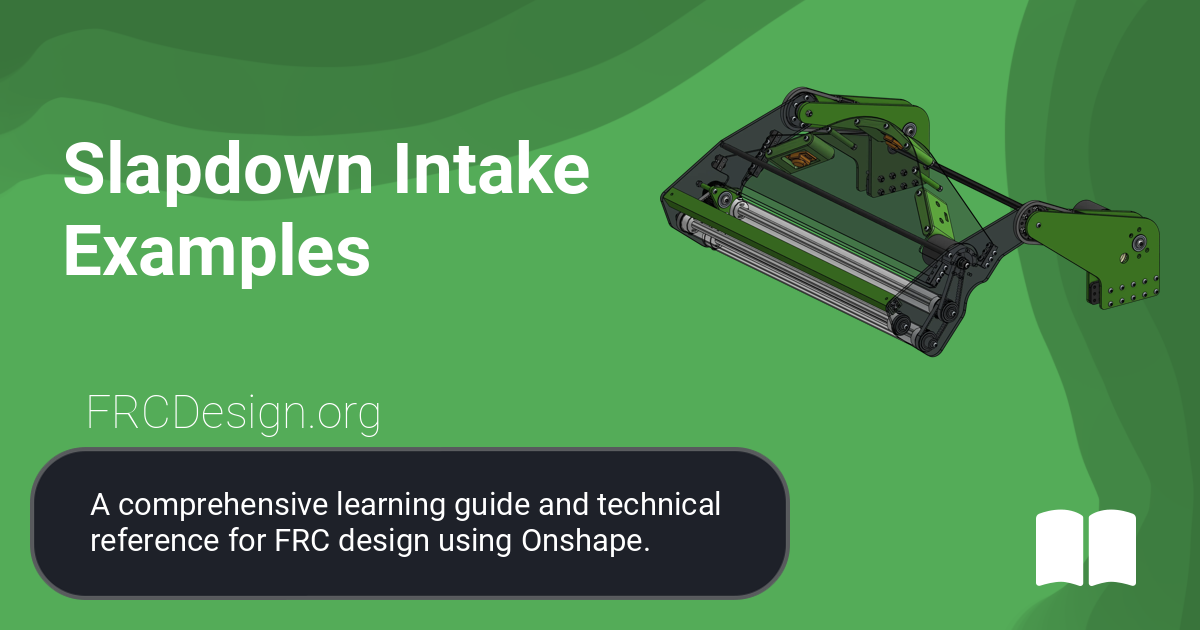 Slapdown Intake
Examples
FRCDesign.org
A comprehensive learning guide and technical
reference for FRC design using Onshape.